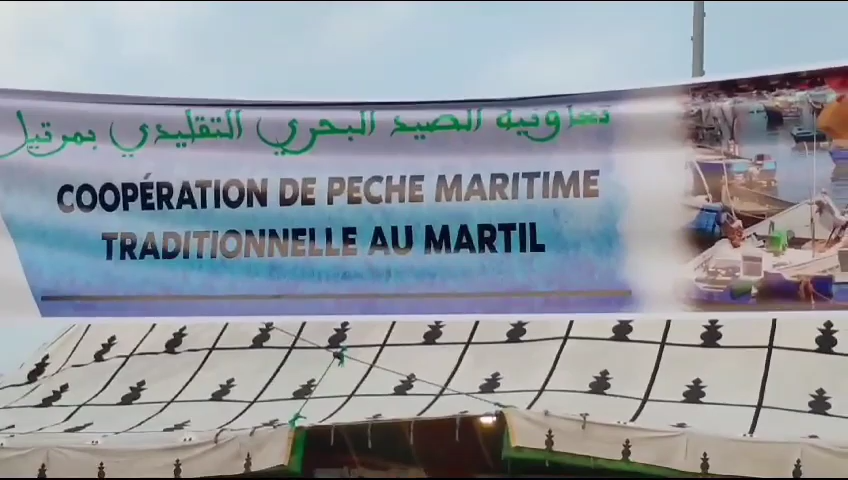 تعاونية الصيد البحري التقليدي بمرتيل
COOPÉRATION DE PECHE MARITIME
TRADITIONNELLE AU MARTIL